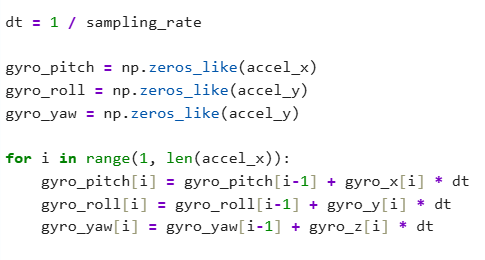 dt = 1 / sampling_rate
gyro_pitch = np.zeros_like(accel_x)
gyro_roll = np.zeros_like(accel_y)
gyro_yaw = np.zeros_like(accel_y)
for i in range(1, len(accel_x)):
    gyro_pitch[i] = gyro_pitch[i-1] + gyro_x[i] * dt
    gyro_roll[i] = gyro_roll[i-1] + gyro_y[i] * dt
    gyro_yaw[i] = gyro_yaw[i-1] + gyro_z[i] * dt